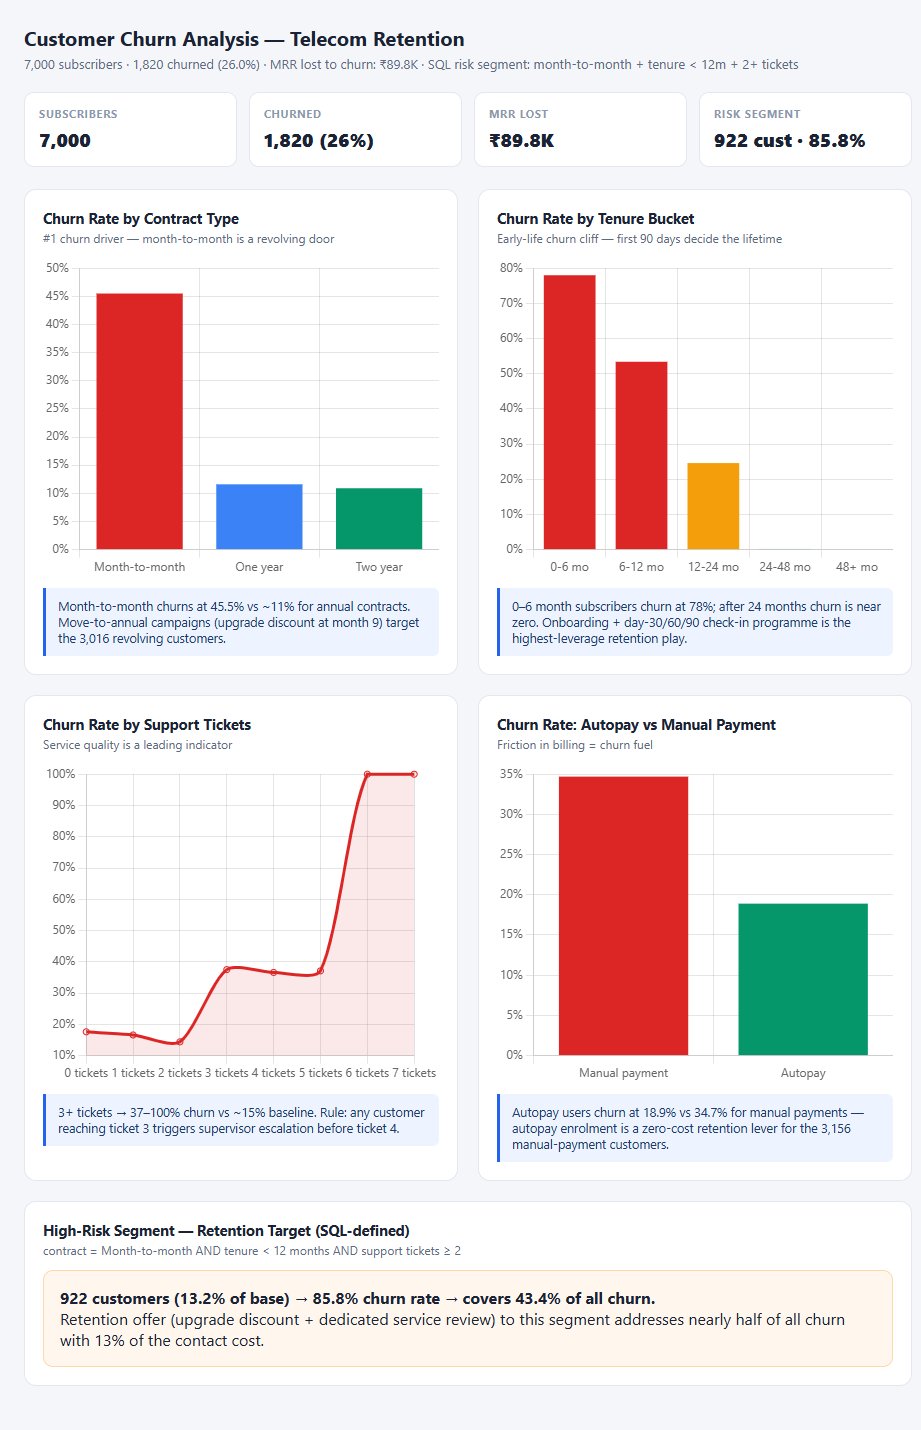 Customer Churn Analysis — Telecom Retention
7,000 subscribers · 1,820 churned (26.0%) · MRR lost to churn: ₹89.8K · SQL risk segment: month-to-month + tenure < 12m + 2+ tickets
SUBSCRIBERS
7,000
CHURNED
1,820 (26%)
MRR LOST
₹89.8K
RISK SEGMENT
922 cust · 85.8%
Churn Rate by Contract Type
#1 churn driver — month-to-month is a revolving door
50%
45%
40%
35%
30%
25%
20%
15%
10%
5%
0%
Month-to-month One year Two year
Month-to-month churns at 45.5% vs ~11% for annual contracts.
Move-to-annual campaigns (upgrade discount at month 9) target
the 3,016 revolving customers.
Churn Rate by Tenure Bucket
Early-life churn cliff — first 90 days decide the lifetime
80%
70%
60%
50%
40%
30%
20%
10%
0%
0-6 mo 6-12 mo 12-24 mo 24-48 mo 48+ mo
0–6 month subscribers churn at 78%; after 24 months churn is near
zero. Onboarding + day-30/60/90 check-in programme is the
highest-leverage retention play.
Churn Rate by Support Tickets
Service quality is a leading indicator
100%
90%
80%
70%
60%
50%
40%
30%
20%
10%
0 tickets 1 tickets 2 tickets 3 tickets 4 tickets 5 tickets 6 tickets 7 tickets
3+ tickets → 37–100% churn vs ~15% baseline. Rule: any customer
reaching ticket 3 triggers supervisor escalation before ticket 4.
Churn Rate: Autopay vs Manual Payment
Friction in billing = churn fuel
35%
30%
25%
20%
15%
10%
5%
0%
Manual payment Autopay
Autopay users churn at 18.9% vs 34.7% for manual payments —
autopay enrolment is a zero-cost retention lever for the 3,156
manual-payment customers.
High-Risk Segment — Retention Target (SQL-defined)
contract = Month-to-month AND tenure < 12 months AND support tickets ≥ 2
922 customers (13.2% of base) → 85.8% churn rate → covers 43.4% of all churn.
Retention offer (upgrade discount + dedicated service review) to this segment addresses nearly half of all churn
with 13% of the contact cost.